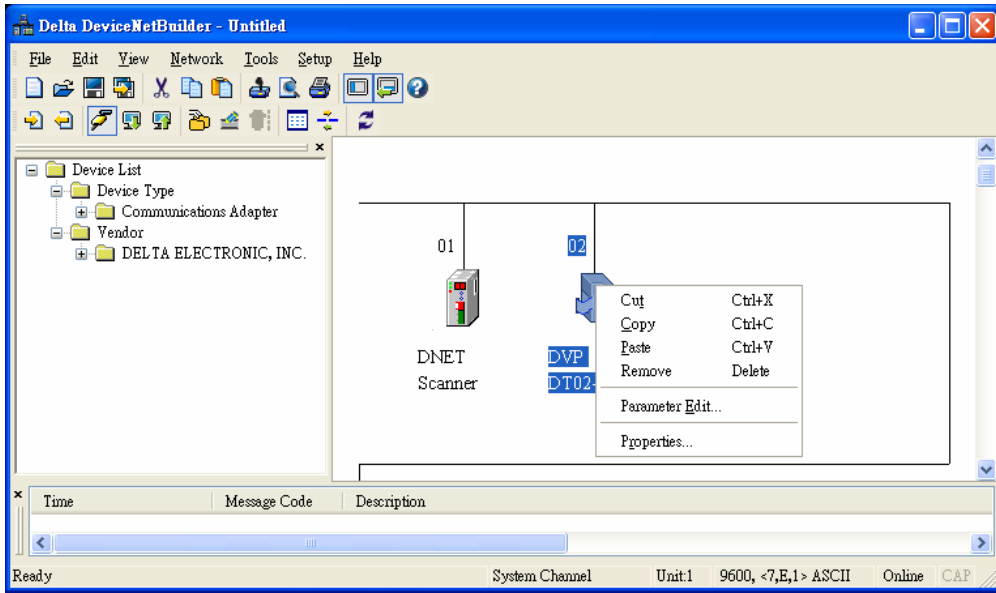 Delta DeviceNetBuilder - Untitled
File Edit View Network Tools Setup Help
Device List
Device Type
Communications Adapter
Vendor
DELTA ELECTRONIC, INC.
01 02
DNET DVP
Scanner DT02-
Cut Ctrl+X
Copy Ctrl+C
Paste Ctrl+V
Remove Delete
Parameter Edit...
Properties...
Time Message Code Description
Ready System Channel Unit:1 9600, <7,E,1> ASCII Online CAP